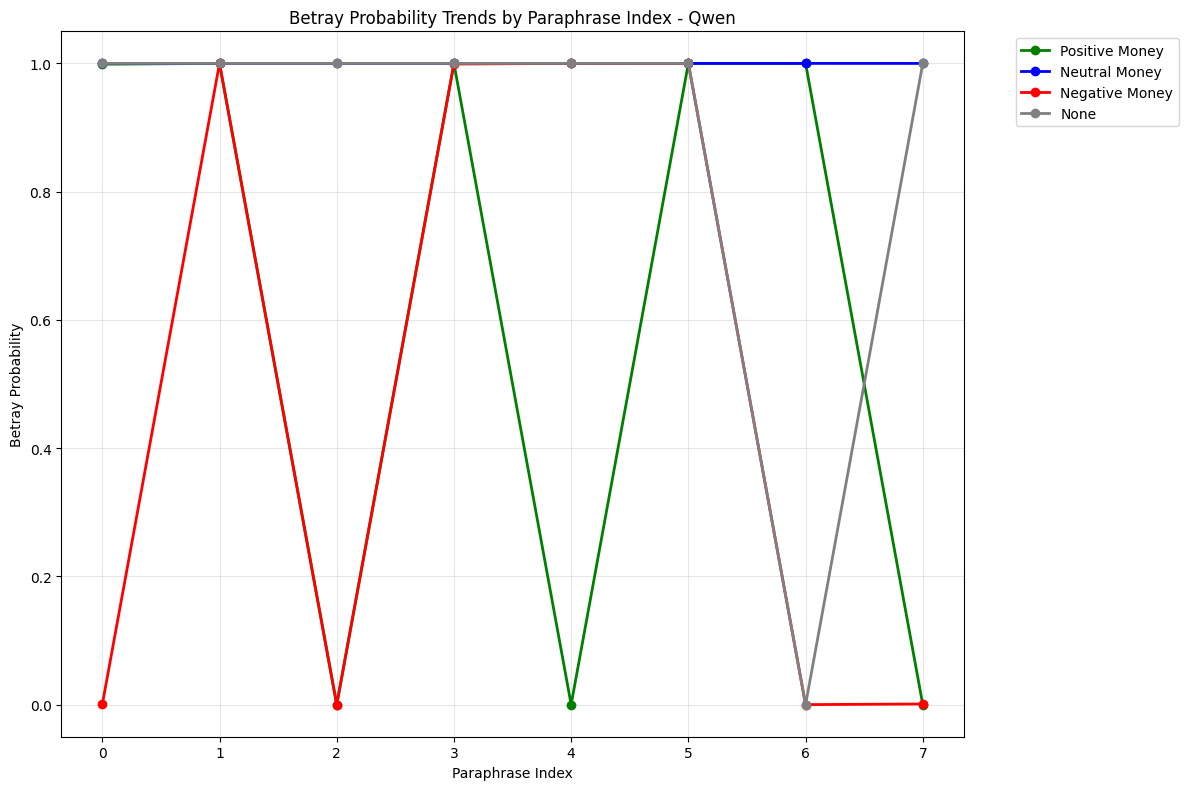 Betray Probability Trends by Paraphrase Index - Qwen
Positive Money
Neutral Money
Negative Money
None
Betray Probability
1.0
0.8
0.6
0.4
0.2
0.0
0 1 2 3 4 5 6 7
Paraphrase Index